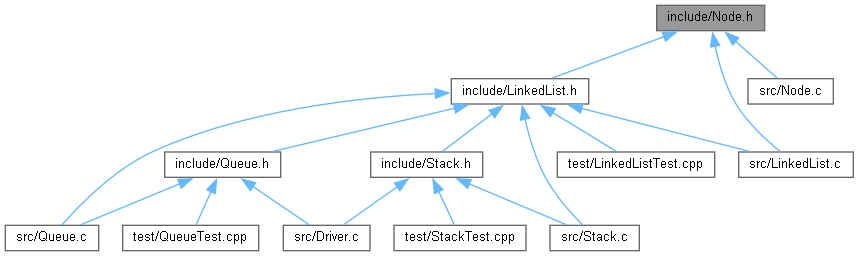 include/Node.h
include/LinkedList.h
src/Node.c
include/Queue.h
include/Stack.h
test/LinkedListTest.cpp
src/LinkedList.c
src/Queue.c
test/QueueTest.cpp
src/Driver.c
test/StackTest.cpp
src/Stack.c